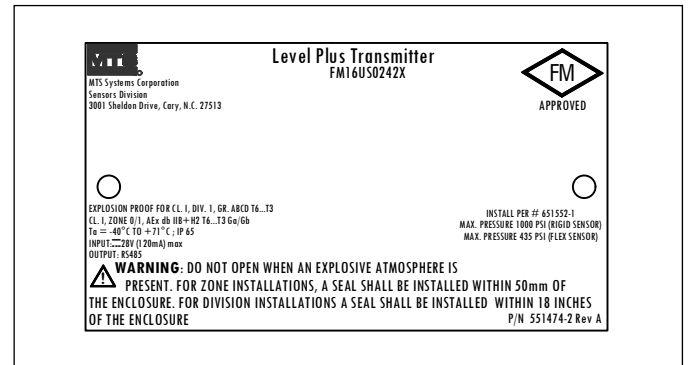 MTS
Level Plus Transmitter
FM16US0242X
FM
APPROVED
MTS Systems Corporation
Sensors Division
3001 Sheldon Drive, Cary, N.C. 27513
EXPLOSION PROOF FOR CL. I, DIV. 1, GR. ABCD T6...T3
CL. I, ZONE 0/1, AEx db IIB+H2 T6...T3 Ga/Gb
Ta = -40°C TO +71°C ; IP 65
INPUT:⎓28V (120mA) max
OUTPUT: RS485
INSTALL PER # 651552-1
MAX. PRESSURE 1000 PSI (RIGID SENSOR)
MAX. PRESSURE 435 PSI (FLEX SENSOR)
WARNING: DO NOT OPEN WHEN AN EXPLOSIVE ATMOSPHERE IS
PRESENT. FOR ZONE INSTALLATIONS, A SEAL SHALL BE INSTALLED WITHIN 50mm OF
THE ENCLOSURE. FOR DIVISION INSTALLATIONS A SEAL SHALL BE INSTALLED WITHIN 18 INCHES
OF THE ENCLOSURE
P/N 551474-2 Rev A